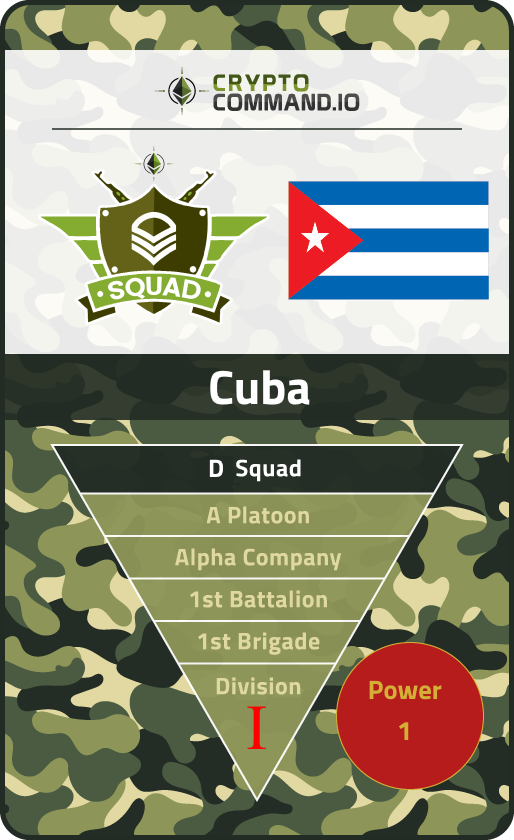 CRYPTO
COMMAND.IO
SQUAD
Cuba
D Squad
A Platoon
Alpha Company
1st Battalion
1st Brigade
Division
I
Power
1